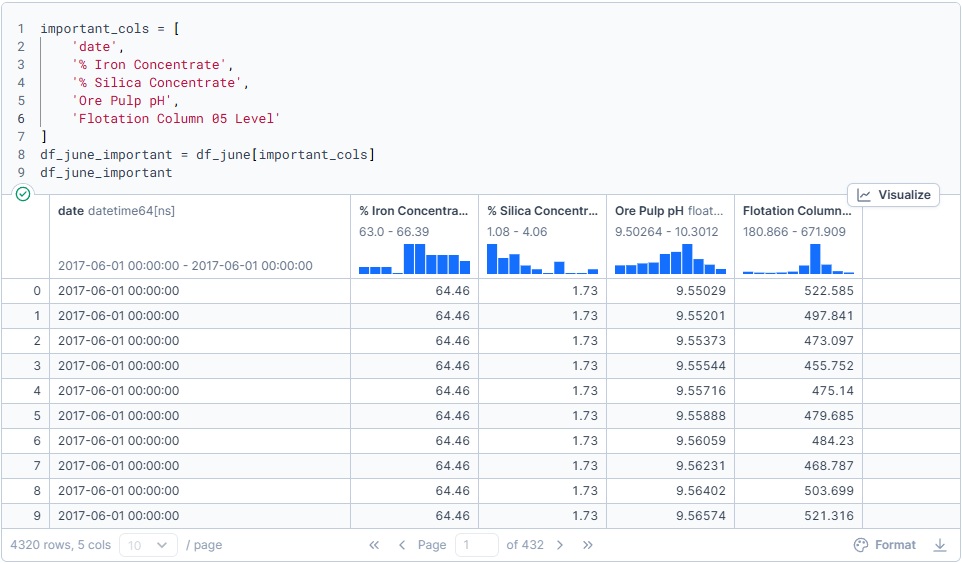 1 important_cols = [
2 'date',
3 '% Iron Concentrate',
4 '% Silica Concentrate',
5 'Ore Pulp pH',
6 'Flotation Column 05 Level'
7 ]
8 df_june_important = df_june[important_cols]
9 df_june_important
Visualize
date datetime64[ns] % Iron Concentra... % Silica Concentr... Ore Pulp pH float... Flotation Column...
63.0 - 66.39 1.08 - 4.06 9.50264 - 10.3012 180.866 - 671.909
2017-06-01 00:00:00 - 2017-06-01 00:00:00
0 2017-06-01 00:00:00 64.46 1.73 9.55029 522.585
1 2017-06-01 00:00:00 64.46 1.73 9.55201 497.841
2 2017-06-01 00:00:00 64.46 1.73 9.55373 473.097
3 2017-06-01 00:00:00 64.46 1.73 9.55544 455.752
4 2017-06-01 00:00:00 64.46 1.73 9.55716 475.14
5 2017-06-01 00:00:00 64.46 1.73 9.55888 479.685
6 2017-06-01 00:00:00 64.46 1.73 9.56059 484.23
7 2017-06-01 00:00:00 64.46 1.73 9.56231 468.787
8 2017-06-01 00:00:00 64.46 1.73 9.56402 503.699
9 2017-06-01 00:00:00 64.46 1.73 9.56574 521.316
4320 rows, 5 cols 10 / page << < Page 1 of 432 > >> Format